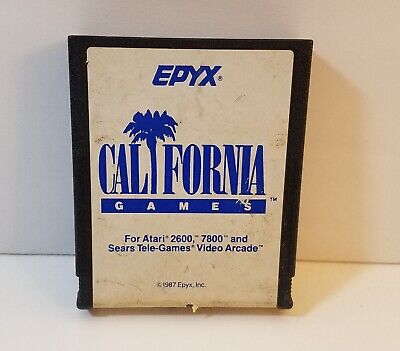 EPYX®
CALIFORNIA
GAMES™
For Atari® 2600,™ 7800™ and
Sears Tele-Games® Video Arcade™
©1987 Epyx, Inc.